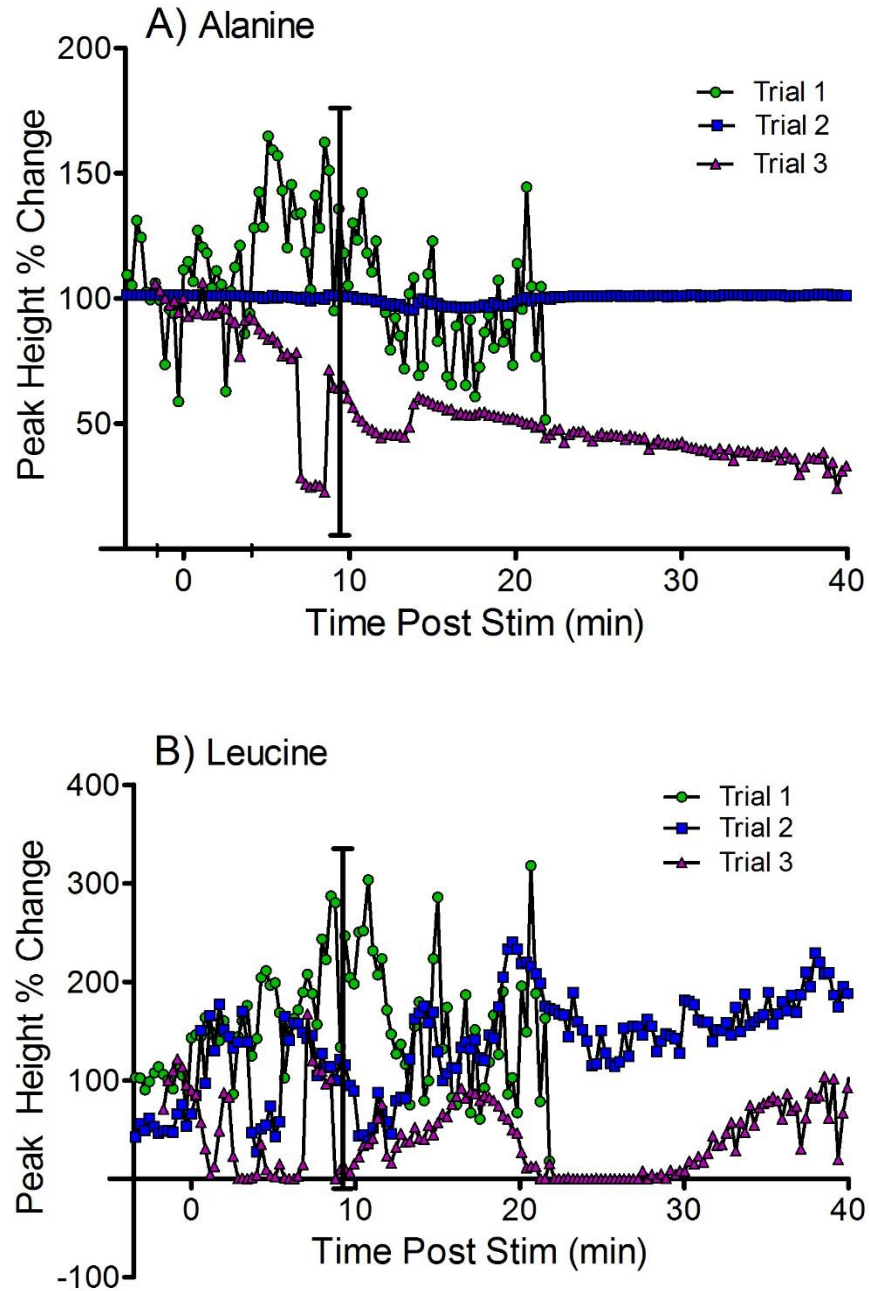 A) Alanine
200
150
100
50
Peak Height % Change
Trial 1
Trial 2
Trial 3
0
10
20
30
40
Time Post Stim (min)
B) Leucine
400
300
200
100
-100
Peak Height % Change
Trial 1
Trial 2
Trial 3
0
10
20
30
40
Time Post Stim (min)